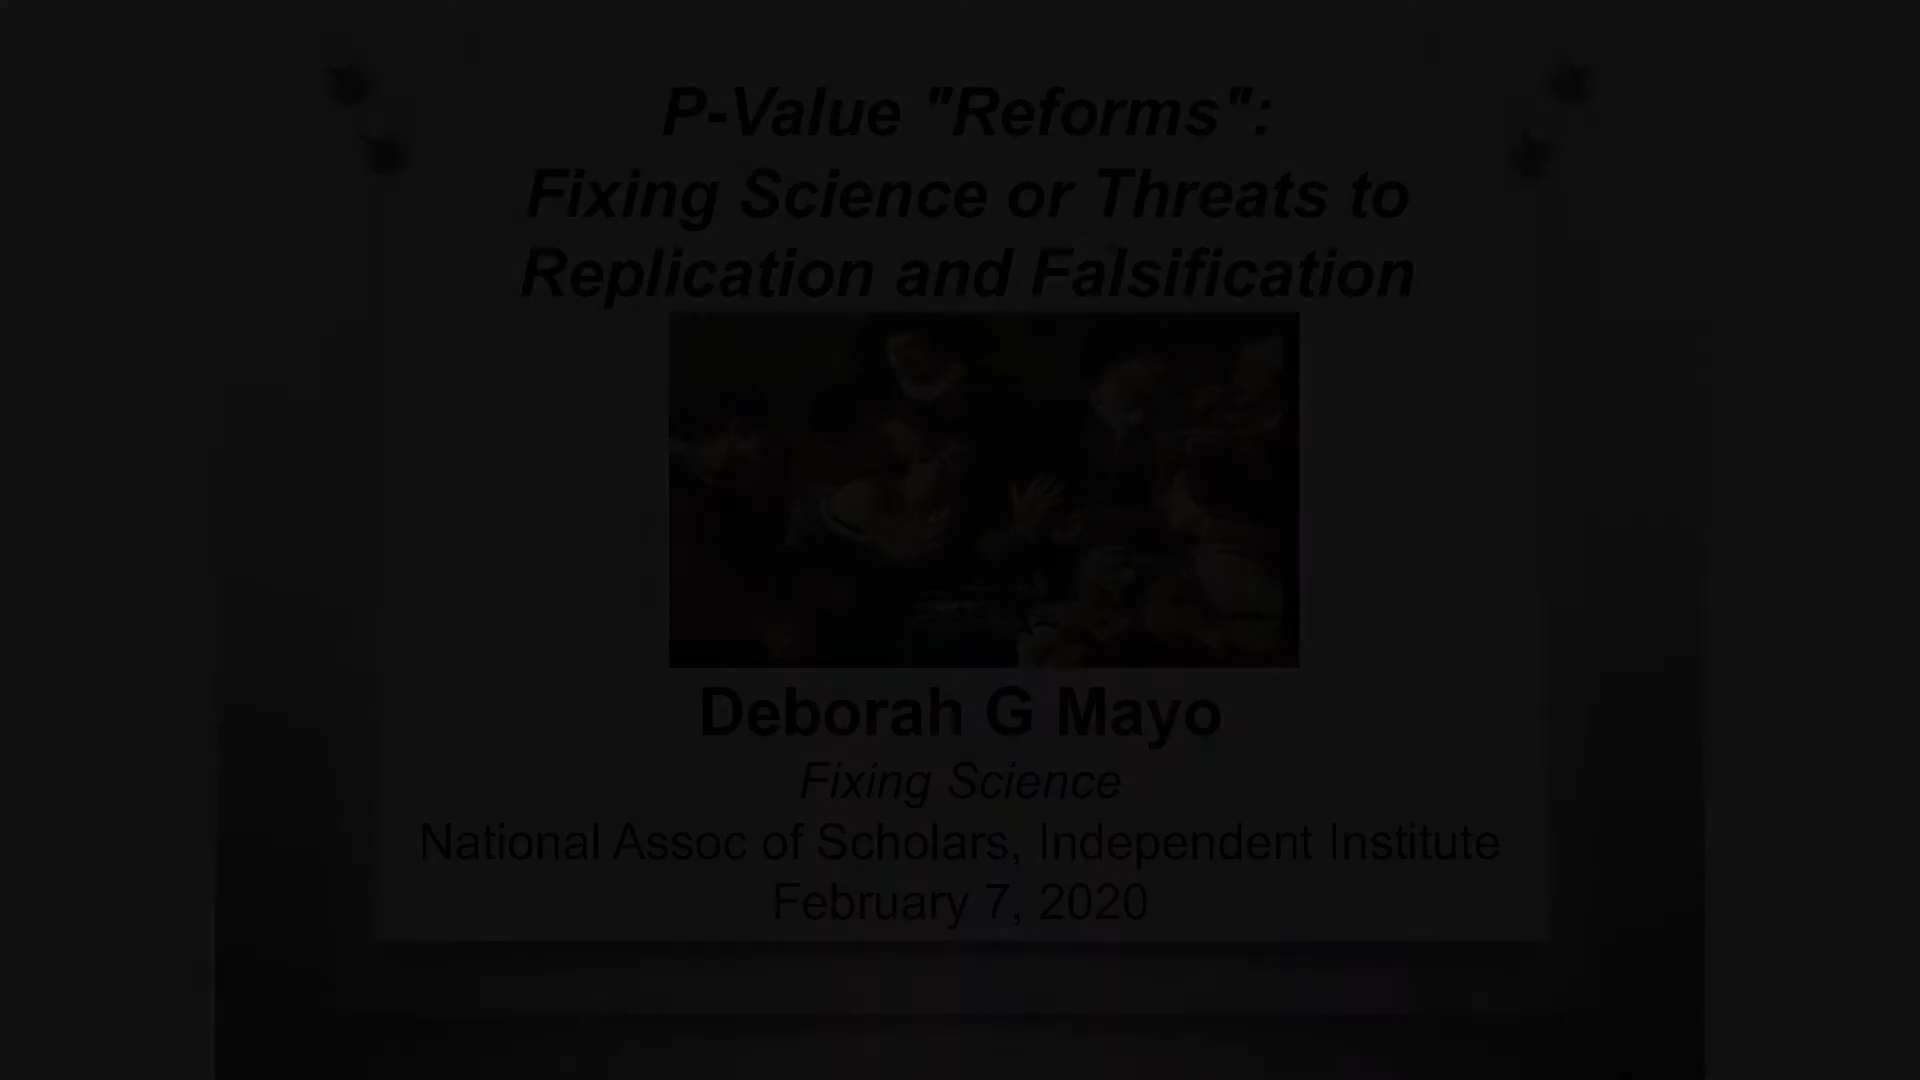 P-Value "Reforms":
Fixing Science or Threats to
Replication and Falsification
Deborah G Mayo
Fixing Science
National Assoc of Scholars, Independent Institute
February 7, 2020